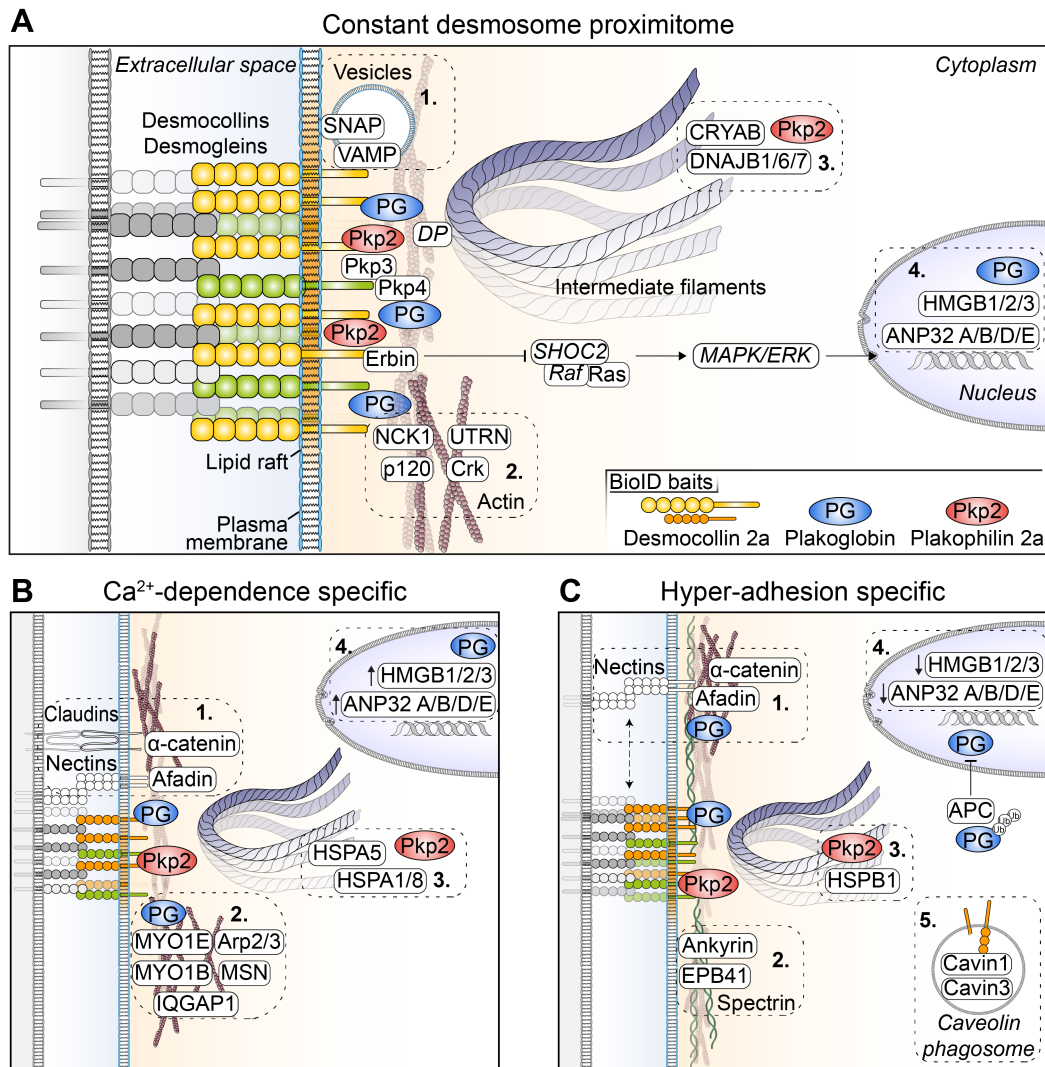 A
Constant desmosome proximitome
Extracellular space
Vesicles
1.
SNAP
VAMP
Cytoplasm
Desmocollins
Desmogleins
CRYAB
Pkp2
DNAJB1/6/7
3.
PG
DP
Pkp2
Pkp3
Pkp4
PG
Pkp2
Erbin
Intermediate filaments
SHOC2
Raf
Ras
MAPK/ERK
4.
PG
HMGB1/2/3
ANP32 A/B/D/E
Nucleus
PG
NCK1
UTRN
p120
Crk
2.
Actin
Lipid raft
Plasma
membrane
BioID baits
PG
Pkp2
Desmocollin 2a
Plakoglobin
Plakophilin 2a
B
Ca²⁺-dependence specific
4.
PG
HMGB1/2/3
ANP32 A/B/D/E
Claudins
1.
α-catenin
Nectins
Afadin
PG
Pkp2
HSPA5
Pkp2
HSPA1/8
3.
PG
2.
MYO1E
Arp2/3
MYO1B
MSN
IQGAP1
C
Hyper-adhesion specific
Nectins
α-catenin
Afadin
1.
PG
4.
HMGB1/2/3
ANP32 A/B/D/E
PG
APC
PG
Ub
Ub
Ub
PG
Pkp2
Pkp2
3.
HSPB1
Ankyrin
EPB41
2.
Spectrin
5.
Cavin1
Cavin3
Caveolin
phagosome